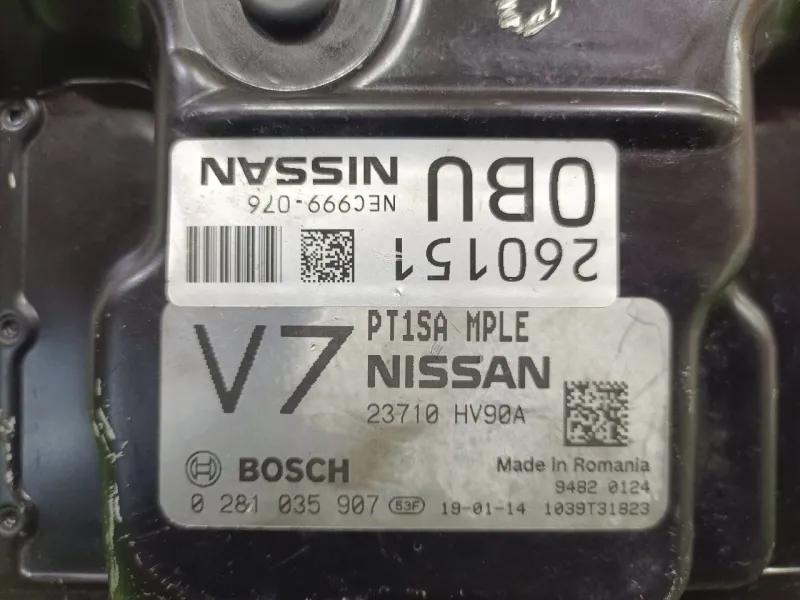 260151
0BU
NEC999-076
NISSAN
V7
PT1SA MPLE
NISSAN
23710 HV90A
BOSCH
Made in Romania
9482 0124
0 281 035 907 53F 19-01-14 1039T31823